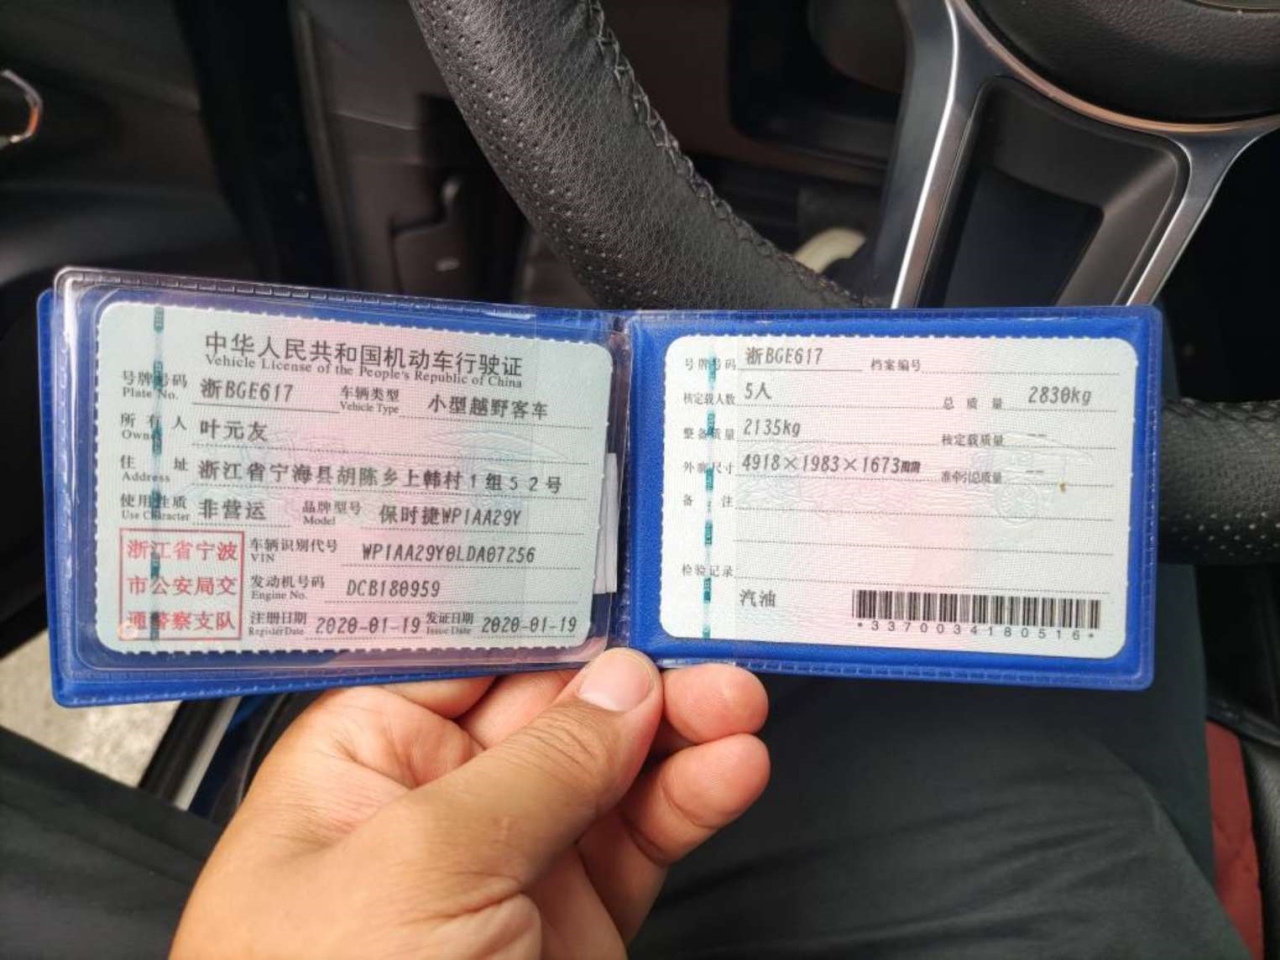 中华人民共和国机动车行驶证
Vehicle License of the People's Republic of China
号牌号码 浙BGE617 车辆类型 小型越野客车
Plate No. Vehicle Type
所有人 叶元友
Owner
住址 浙江省宁海县胡陈乡上韩村1组52号
Address
使用性质 非营运 品牌型号 保时捷WP1AA29Y
Use Character Model
浙江省宁波
市公安局交
通警察支队
车辆识别代号 WP1AA29Y0LDA07256
VIN
发动机号码 DCB180959
Engine No.
注册日期 2020-01-19 发证日期 2020-01-19
Register Date Issue Date
号牌号码 浙BGE617 档案编号
核定载人数 5人 总质量 2830kg
整备质量 2135kg 核定载质量 --
外廓尺寸 4918×1983×1673mm 准牵引总质量 --
备注
检验记录
汽油
*3370034180516*